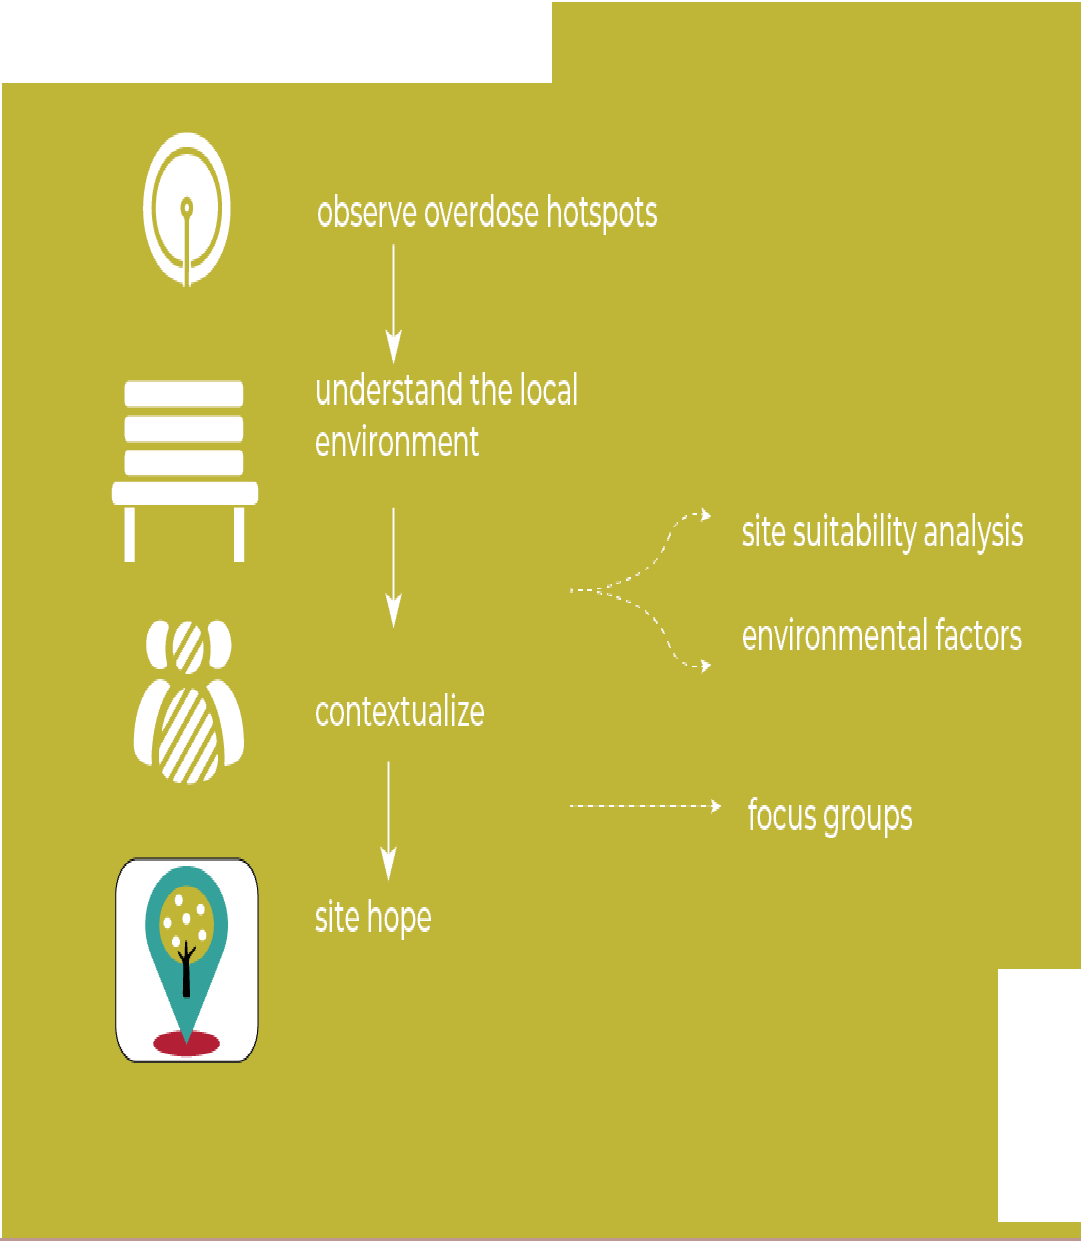 observe overdose hotspots
understand the local
environment
site suitability analysis
environmental factors
contextualize
focus groups
site hope